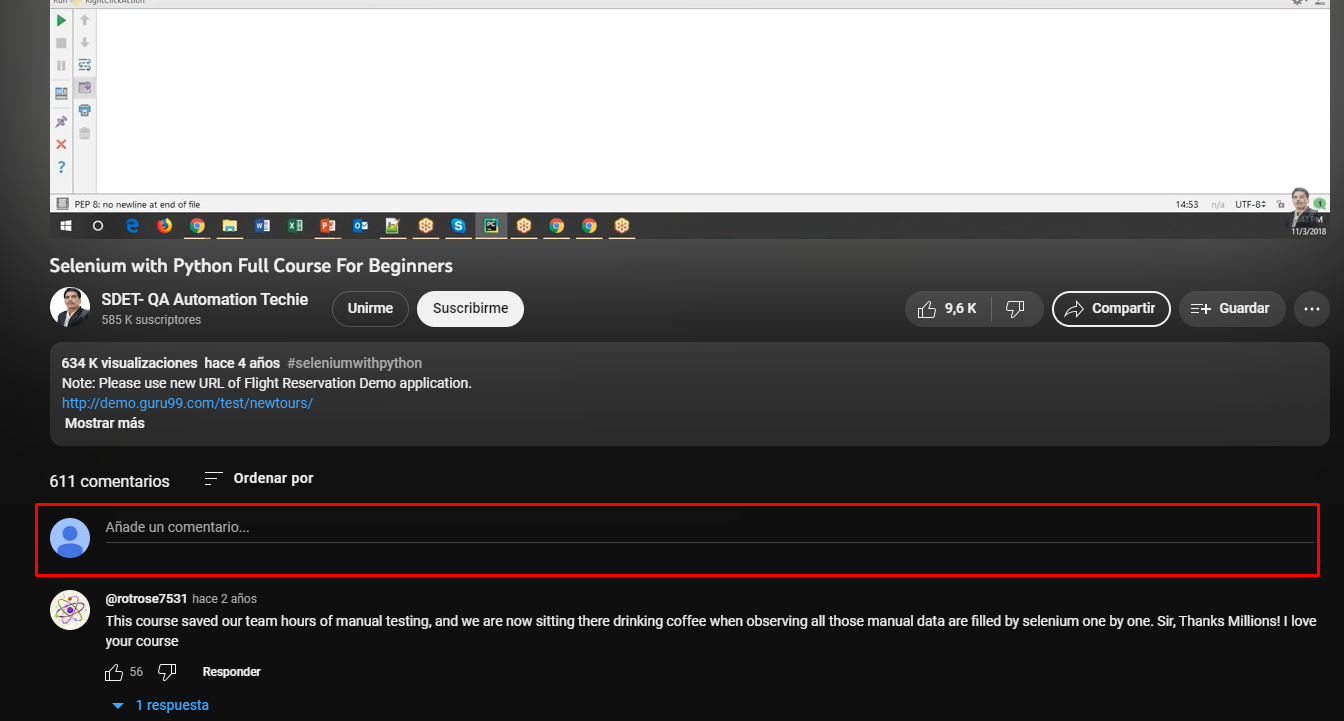 Run RightClickAction
PEP 8: no newline at end of file
14:53 n/a UTF-8
11/3/2018
Selenium with Python Full Course For Beginners
SDET- QA Automation Techie
585 K suscriptores
Unirme
Suscribirme
9,6 K
Compartir
Guardar
634 K visualizaciones hace 4 años #seleniumwithpython
Note: Please use new URL of Flight Reservation Demo application.
http://demo.guru99.com/test/newtours/
Mostrar más
611 comentarios
Ordenar por
Añade un comentario...
@rotrose7531 hace 2 años
This course saved our team hours of manual testing, and we are now sitting there drinking coffee when observing all those manual data are filled by selenium one by one. Sir, Thanks Millions! I love
your course
56
Responder
1 respuesta